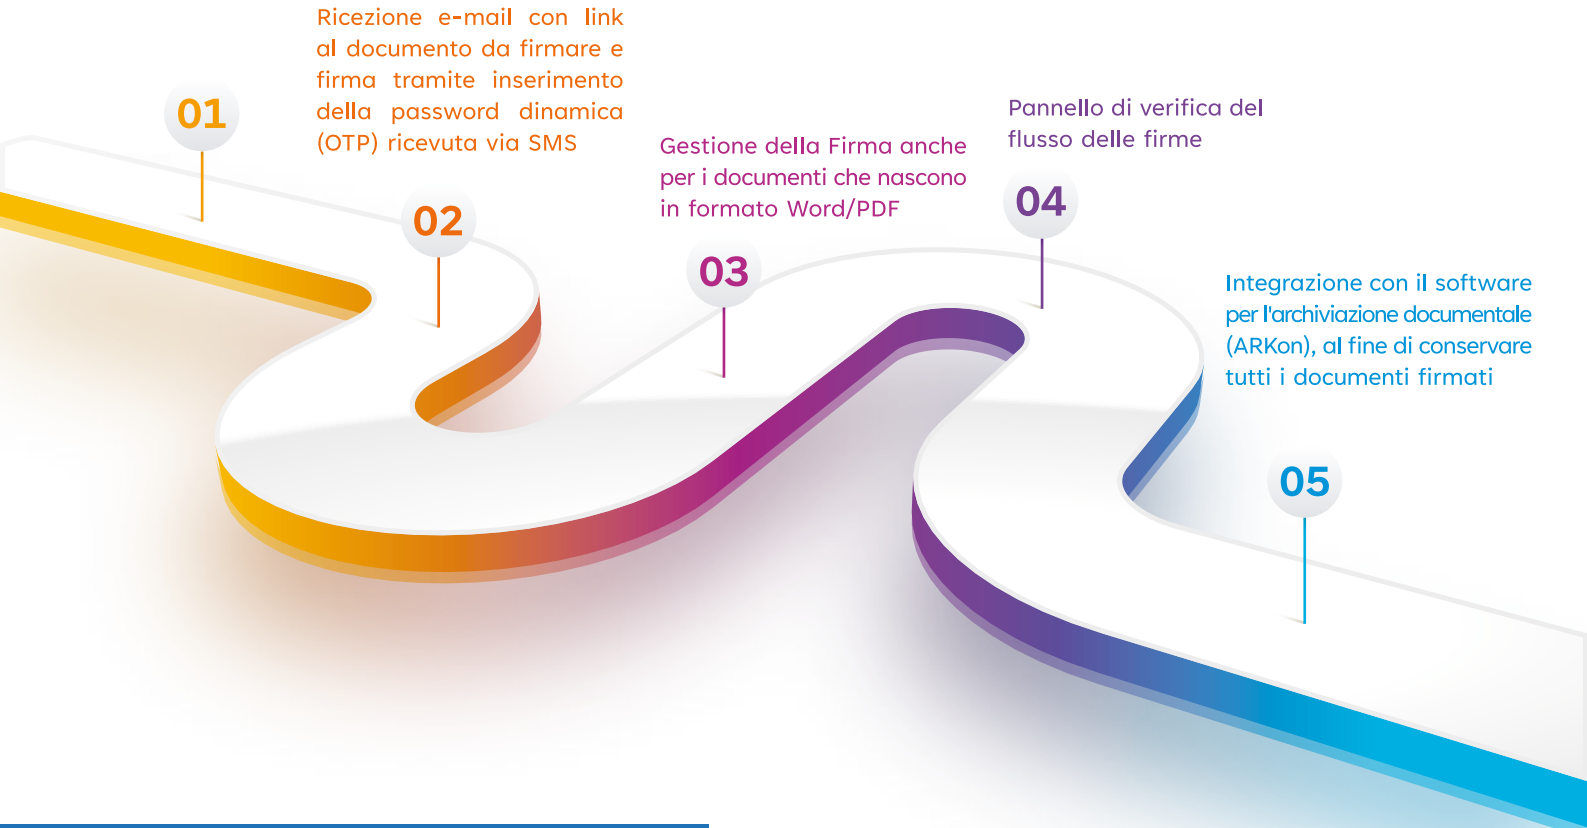 01
Ricezione e-mail con link
al documento da firmare e
firma tramite inserimento
della password dinamica
(OTP) ricevuta via SMS
02
Gestione della Firma anche
per i documenti che nascono
in formato Word/PDF
03
Pannello di verifica del
flusso delle firme
04
Integrazione con il software
per l'archiviazione documentale
(ARKon), al fine di conservare
tutti i documenti firmati
05